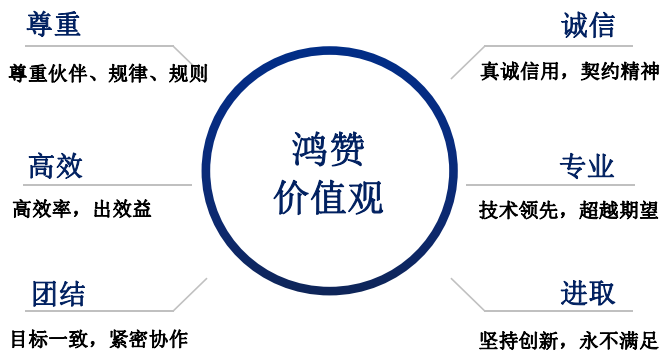 尊重
尊重伙伴、规律、规则
高效
高效率，出效益
团结
目标一致，紧密协作
鸿赞
价值观
诚信
真诚信用，契约精神
专业
技术领先，超越期望
进取
坚持创新，永不满足